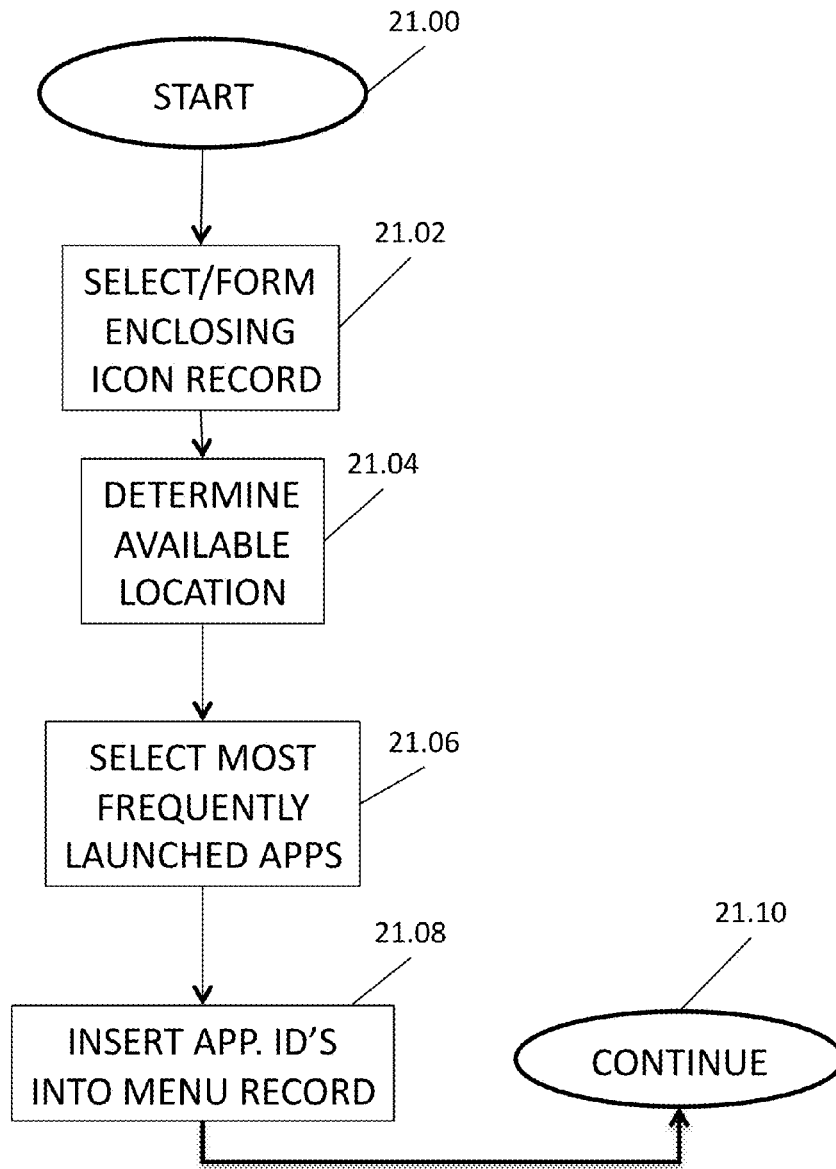 21.00
START
21.02
SELECT/FORM
ENCLOSING
ICON RECORD
21.04
DETERMINE
AVAILABLE
LOCATION
21.06
SELECT MOST
FREQUENTLY
LAUNCHED APPS
21.08
INSERT APP. ID'S
INTO MENU RECORD
21.10
CONTINUE